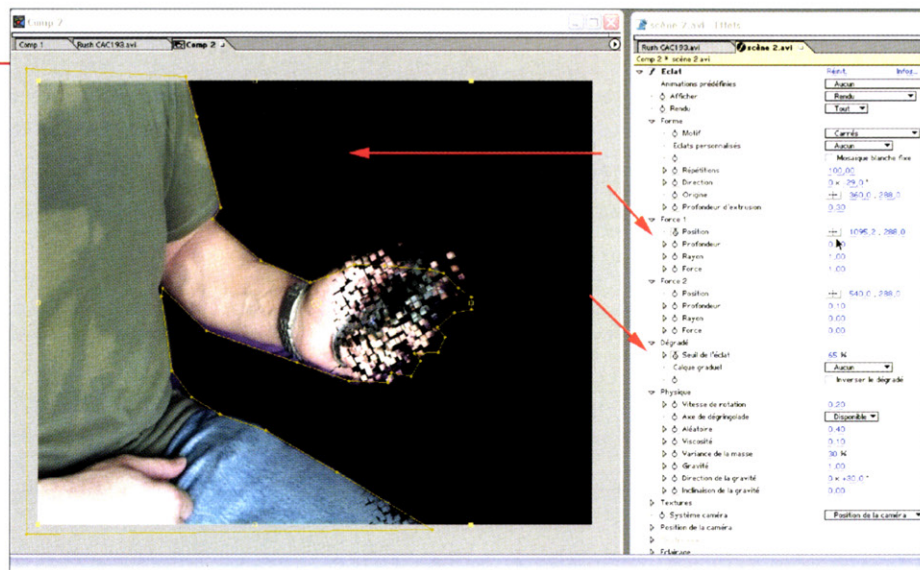 Comp 2
Comp 1 Rush CAC193.avi Comp 2
scène 2.avi
Rush CAC193.avi scène 2.avi
Comp 2 * scène 2.avi
Eclat Réinit. Infos...
Animations prédéfinies Aucun
Afficher Rendu
Rendu Tout
Forme
Motif Carrés
Eclats personnalisés Aucun
Mosaïque blanche fixe
Répétitions 100,00
Direction 0 x -29,0 °
Origine 360,0 , 288,0
Profondeur d'extrusion 0,30
Force 1
Position 1095,2 , 288,0
Profondeur
Rayon 1,00
Force 1,00
Force 2
Position 540,0 , 288,0
Profondeur 0,10
Rayon 0,00
Force 0,00
Dégradé
Seuil de l'éclat 65 %
Calque graduel Aucun
Inverser le dégradé
Physique
Vitesse de rotation 0,20
Axe de dégringolade Disponible
Aléatoire 0,40
Viscosité 0,10
Variance de la masse 30 %
Gravité 1,00
Direction de la gravité 0 x +30,0 °
Inclinaison de la gravité 0,00
Textures
Système caméra Position de la caméra
Position de la caméra
Eclairage